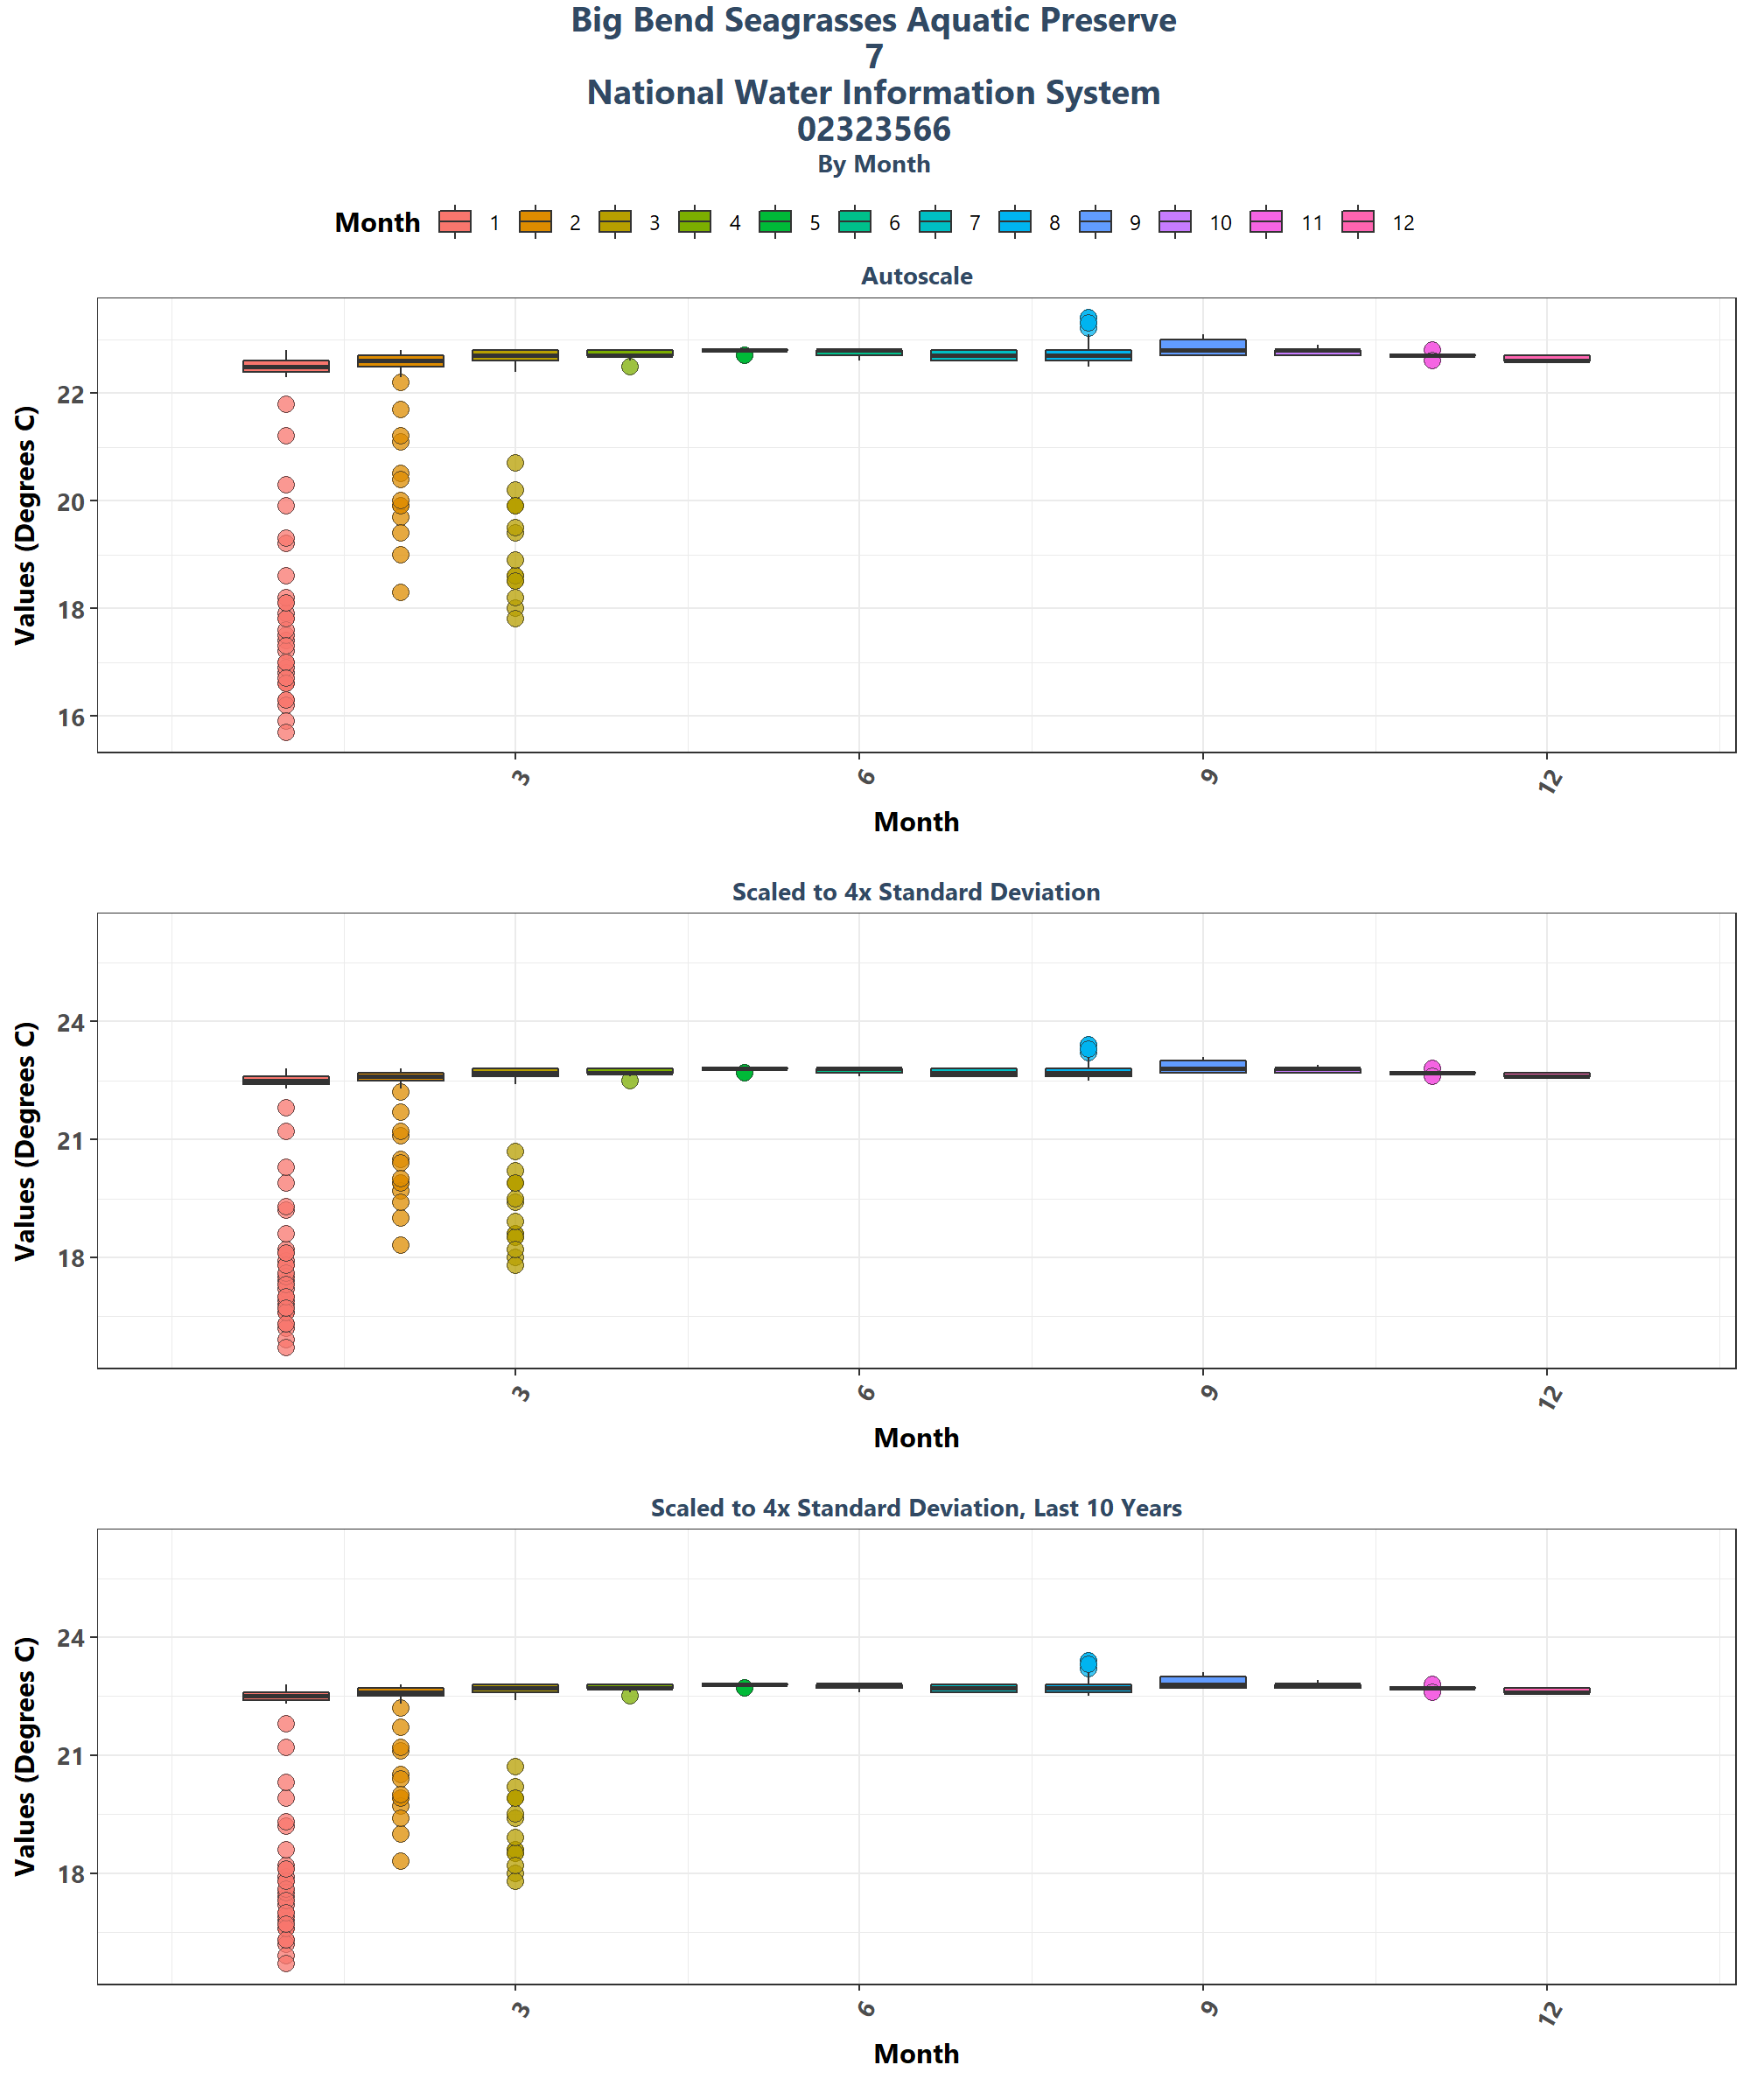 Big Bend Seagrasses Aquatic Preserve
7
National Water Information System
02323566
By Month
Month 1 2 3 4 5 6 7 8 9 10 11 12
Autoscale
Values (Degrees C)
22
20
18
16
3 6 9 12
Month
Scaled to 4x Standard Deviation
Values (Degrees C)
24
21
18
3 6 9 12
Month
Scaled to 4x Standard Deviation, Last 10 Years
Values (Degrees C)
24
21
18
3 6 9 12
Month